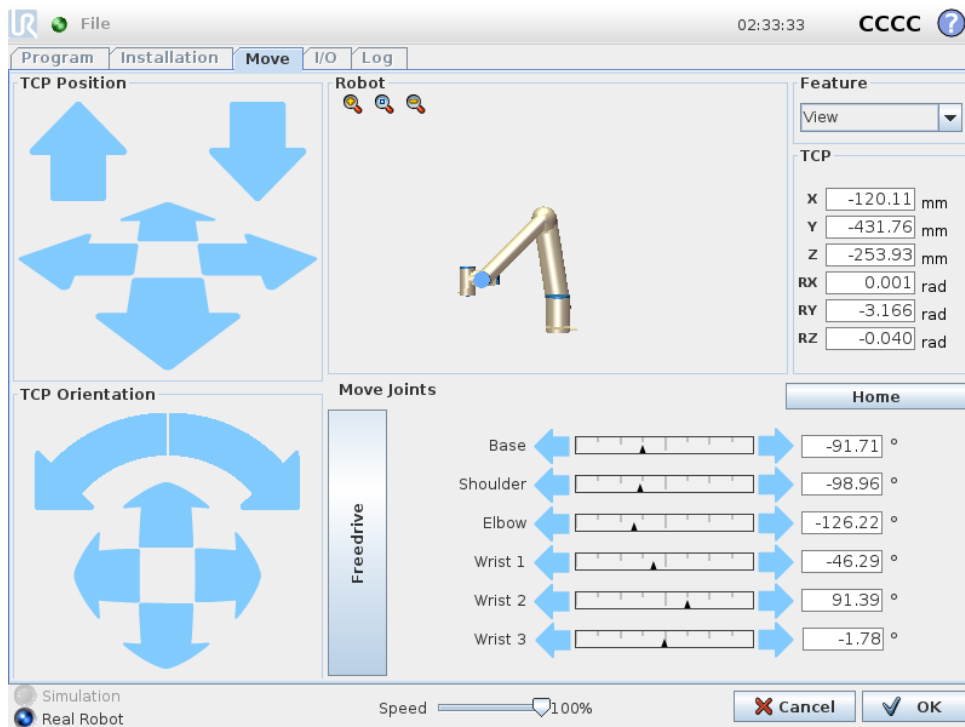 UR File 02:33:33 CCCC ?
Program Installation Move I/O Log
TCP Position
Robot
Feature
View
TCP
X -120.11 mm
Y -431.76 mm
Z -253.93 mm
RX 0.001 rad
RY -3.166 rad
RZ -0.040 rad
TCP Orientation
Move Joints
Home
Freedrive
Base -91.71 °
Shoulder -98.96 °
Elbow -126.22 °
Wrist 1 -46.29 °
Wrist 2 91.39 °
Wrist 3 -1.78 °
Simulation
Real Robot
Speed 100%
Cancel
OK